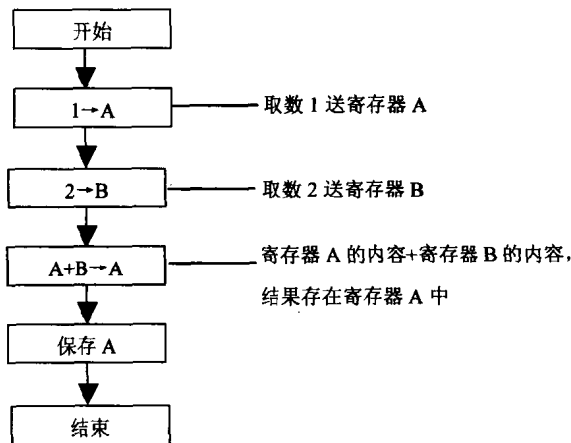 开始
1→A
取数 1 送寄存器 A
2→B
取数 2 送寄存器 B
A+B→A
寄存器 A 的内容+寄存器 B 的内容，
结果存在寄存器 A 中
保存 A
结束